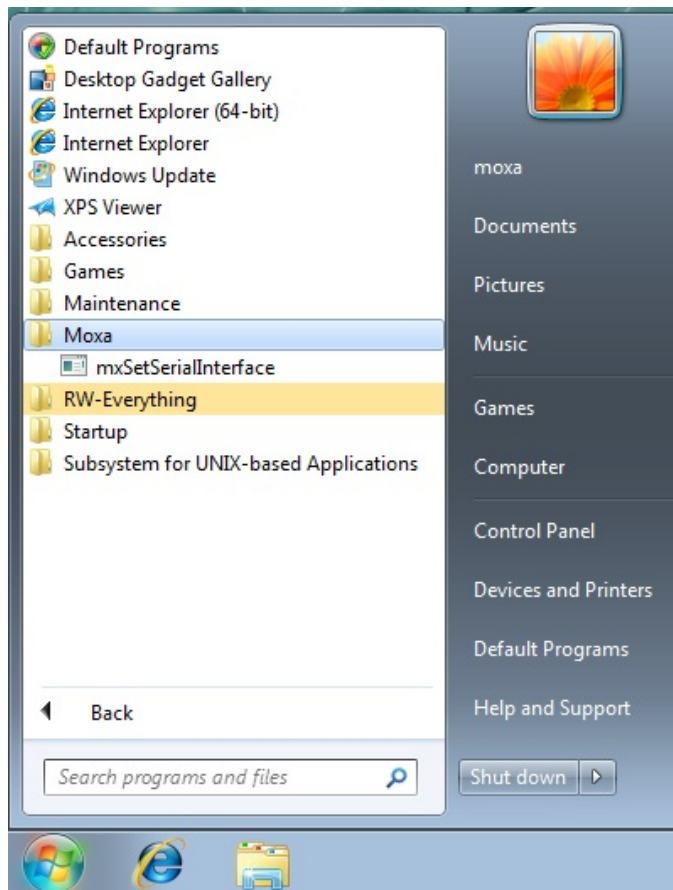 Default Programs
Desktop Gadget Gallery
Internet Explorer (64-bit)
Internet Explorer
Windows Update
XPS Viewer
Accessories
Games
Maintenance
Moxa
mxSetSerialInterface
RW-Everything
Startup
Subsystem for UNIX-based Applications
Back
Search programs and files
moxa
Documents
Pictures
Music
Games
Computer
Control Panel
Devices and Printers
Default Programs
Help and Support
Shut down